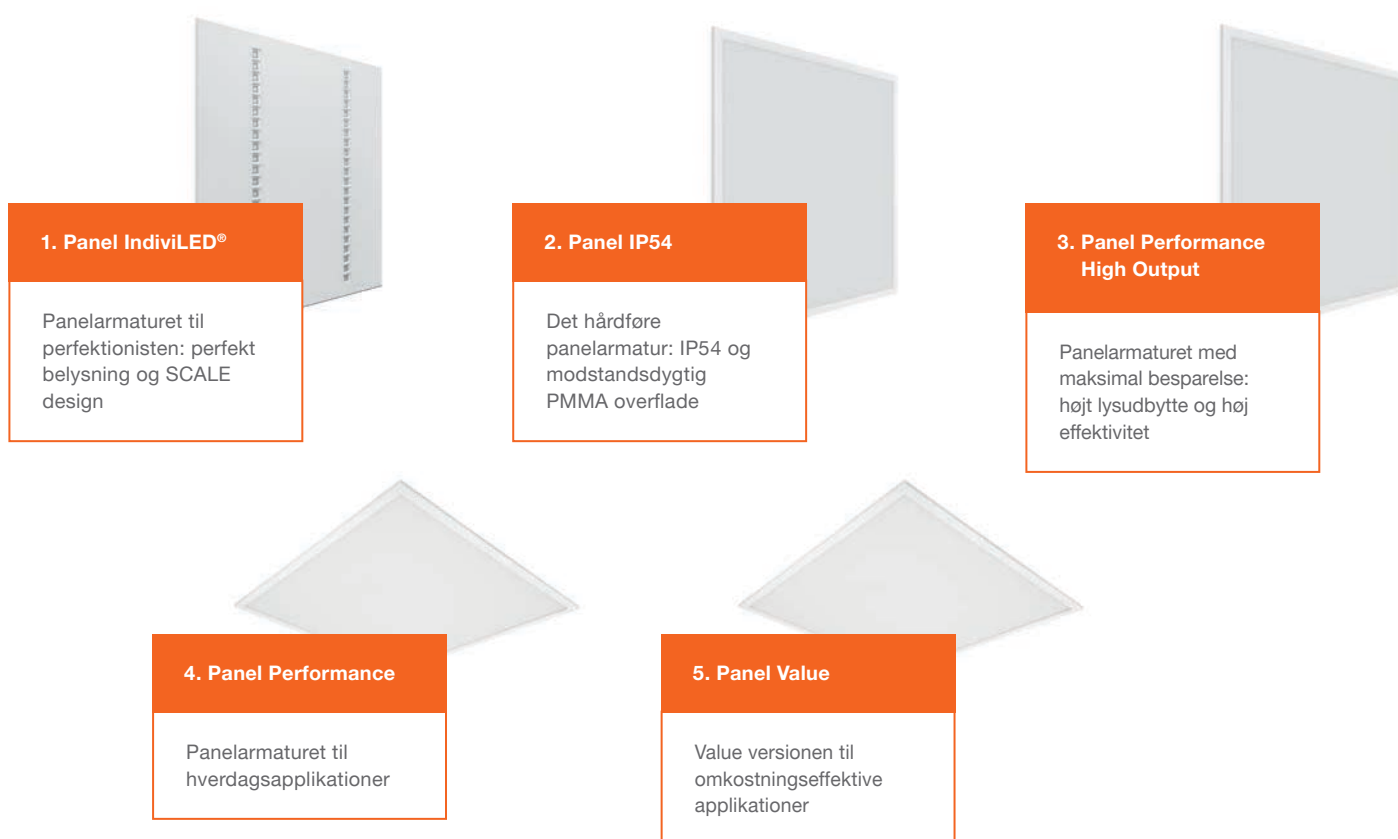 1. Panel IndiviLED®
Panelarmaturet til
perfektionisten: perfekt
belysning og SCALE
design
2. Panel IP54
Det hårdføre
panelarmatur: IP54 og
modstandsdygtig
PMMA overflade
3. Panel Performance
High Output
Panelarmaturet med
maksimal besparelse:
højt lysudbytte og høj
effektivitet
4. Panel Performance
Panelarmaturet til
hverdagsapplikationer
5. Panel Value
Value versionen til
omkostningseffektive
applikationer